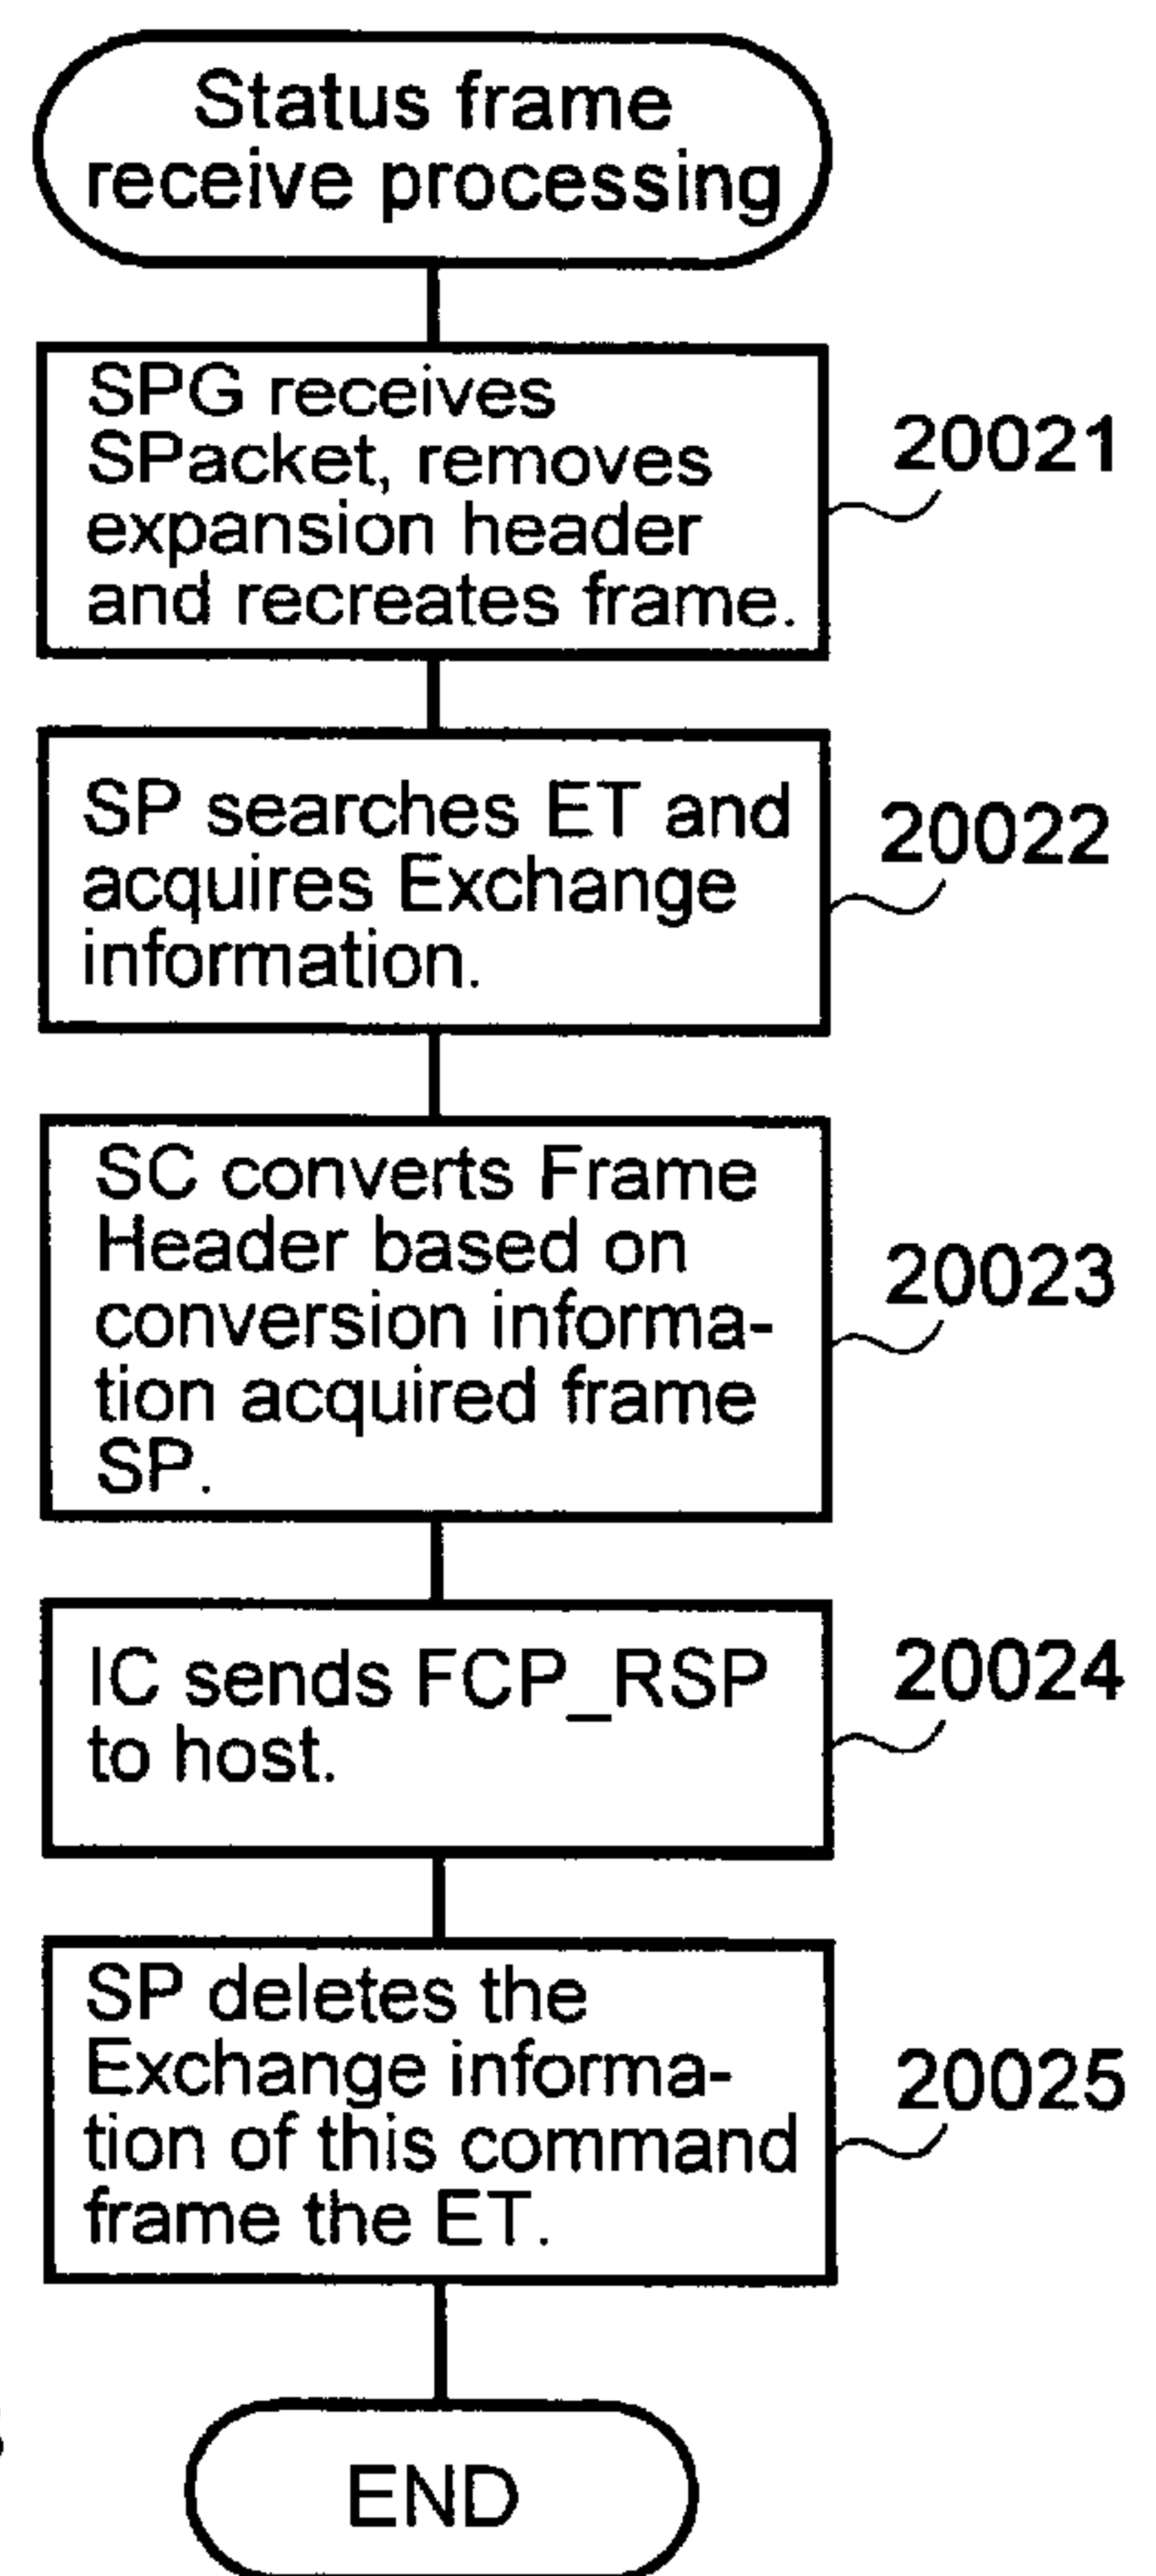 Status frame
receive processing
SPG receives
SPacket, removes
expansion header
and recreates frame.
20021
SP searches ET and
acquires Exchange
information.
20022
SC converts Frame
Header based on
conversion informa-
tion acquired frame
SP.
20023
IC sends FCP_RSP
to host.
20024
SP deletes the
Exchange informa-
tion of this command
frame the ET.
20025
END